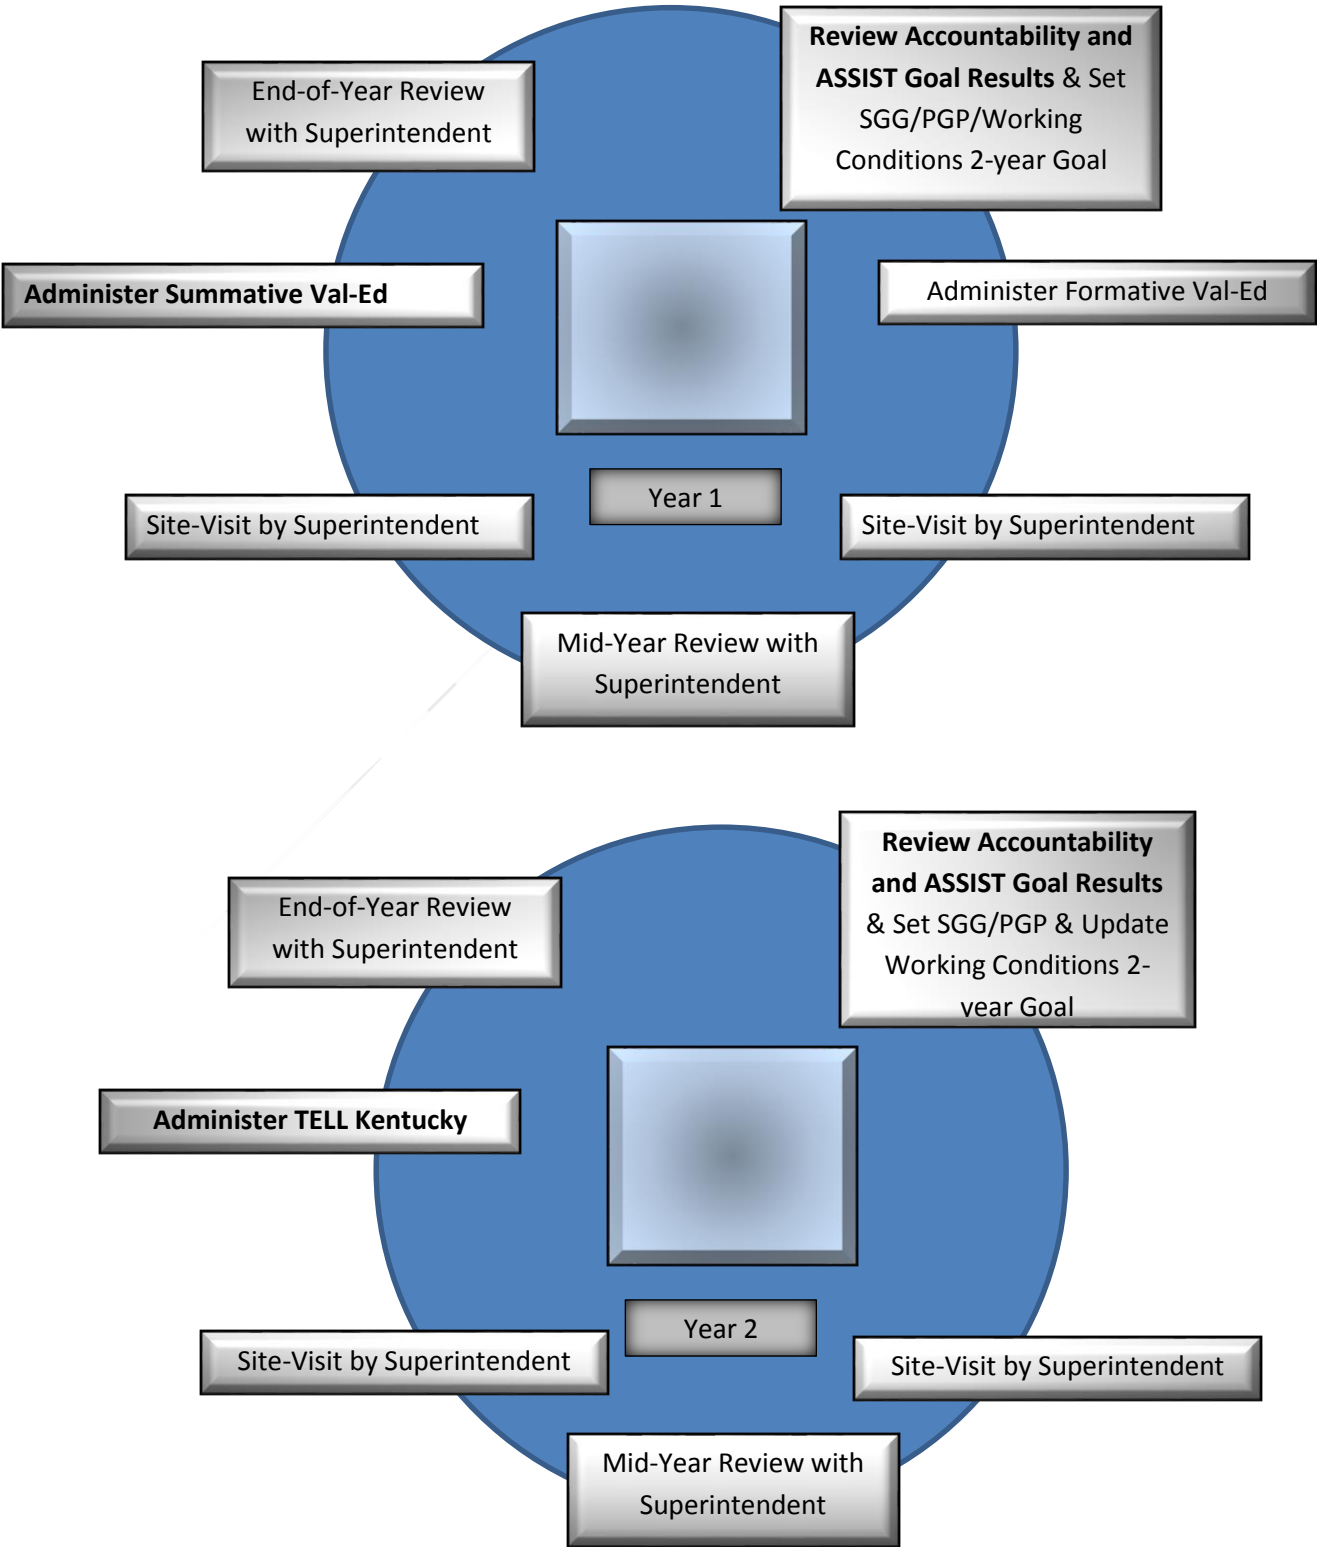 Review Accountability and
ASSIST Goal Results & Set
SGG/PGP/Working
Conditions 2-year Goal
End-of-Year Review
with Superintendent
Administer Summative Val-Ed
Administer Formative Val-Ed
Year 1
Site-Visit by Superintendent
Site-Visit by Superintendent
Mid-Year Review with
Superintendent
Review Accountability
and ASSIST Goal Results
& Set SGG/PGP & Update
Working Conditions 2-
year Goal
End-of-Year Review
with Superintendent
Administer TELL Kentucky
Year 2
Site-Visit by Superintendent
Site-Visit by Superintendent
Mid-Year Review with
Superintendent